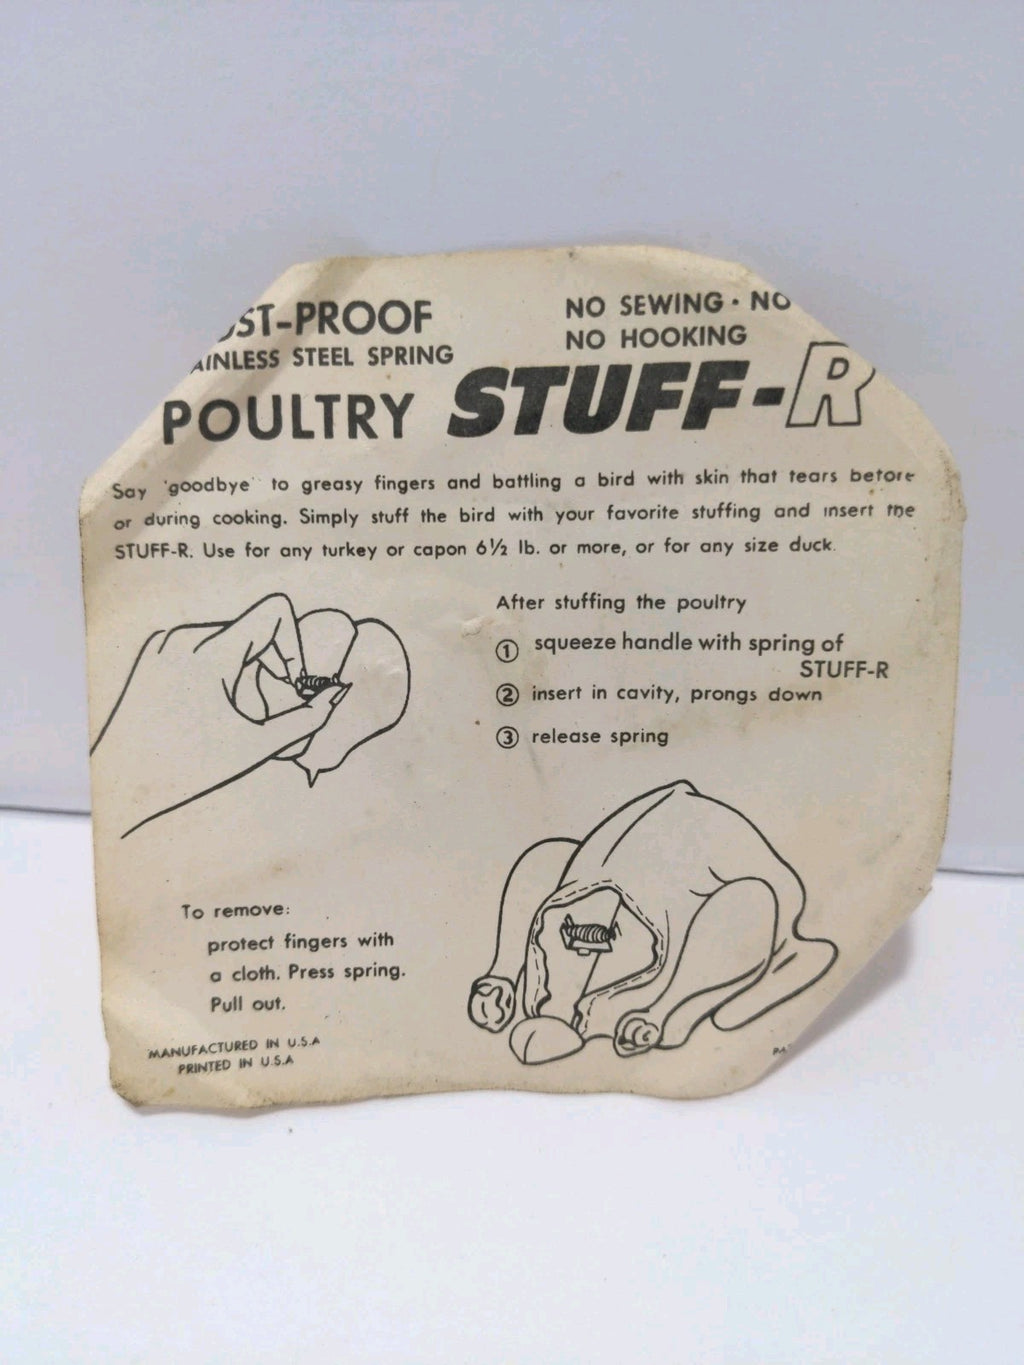 ST-PROOF
AINLESS STEEL SPRING
NO SEWING · NO
NO HOOKING
POULTRY STUFF-R
Say 'goodbye' to greasy fingers and battling a bird with skin that tears before
or during cooking. Simply stuff the bird with your favorite stuffing and insert the
STUFF-R. Use for any turkey or capon 6½ lb. or more, or for any size duck.
After stuffing the poultry
① squeeze handle with spring of
STUFF-R
② insert in cavity, prongs down
③ release spring
To remove:
protect fingers with
a cloth. Press spring.
Pull out.
MANUFACTURED IN U.S.A
PRINTED IN U.S.A